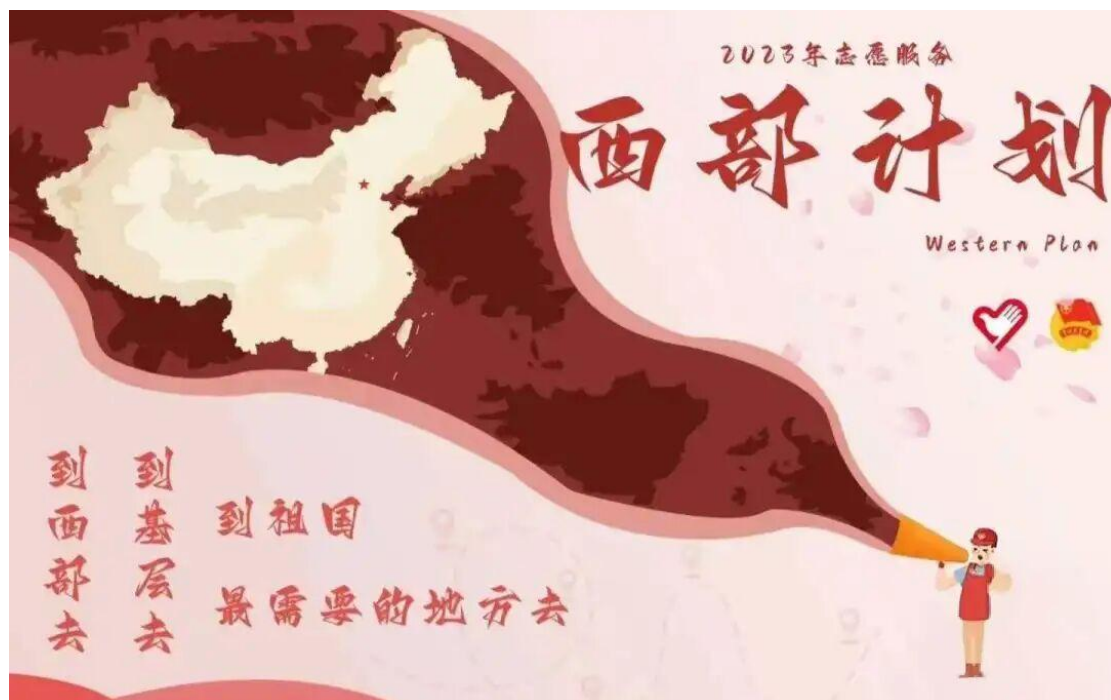 2023年志愿服务
西部计划
Western Plan
到西部去
到基层去
到祖国
最需要的地方去